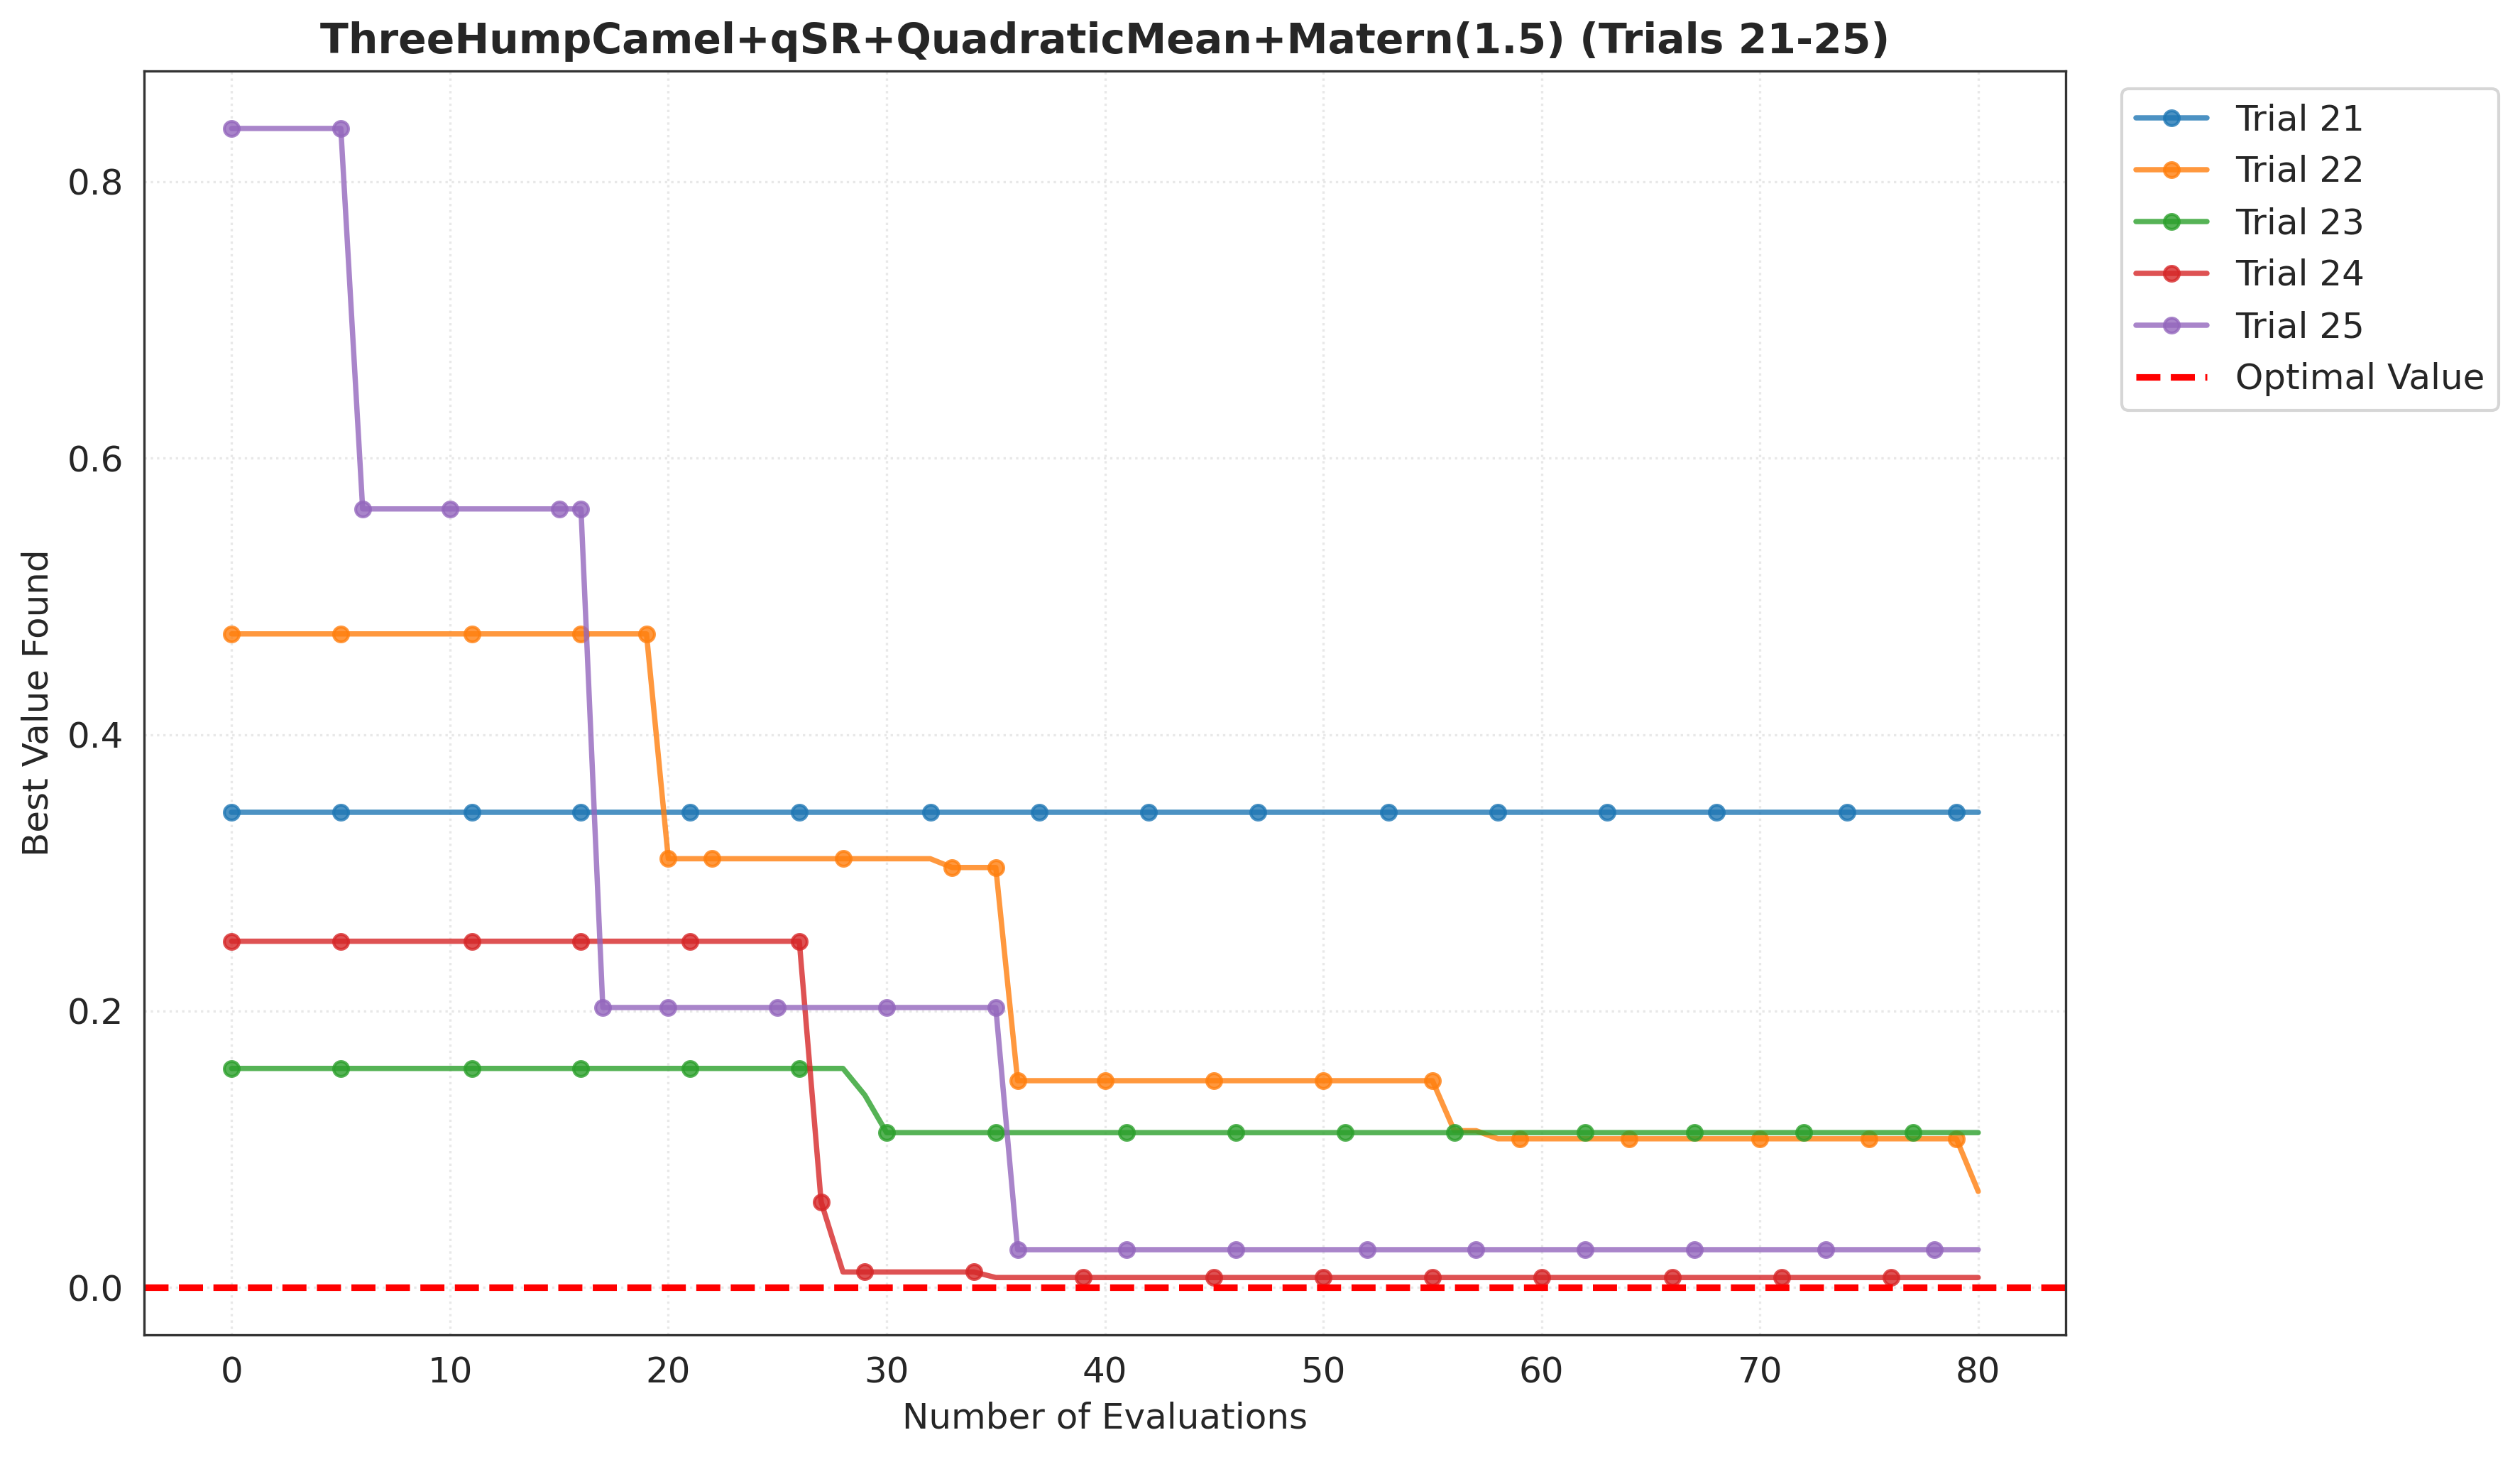 ThreeHumpCamel+qSR+QuadraticMean+Matern(1.5) (Trials 21-25)
Trial 21
Trial 22
Trial 23
Trial 24
Trial 25
Optimal Value
Best Value Found
0.8
0.6
0.4
0.2
0.0
0 10 20 30 40 50 60 70 80
Number of Evaluations